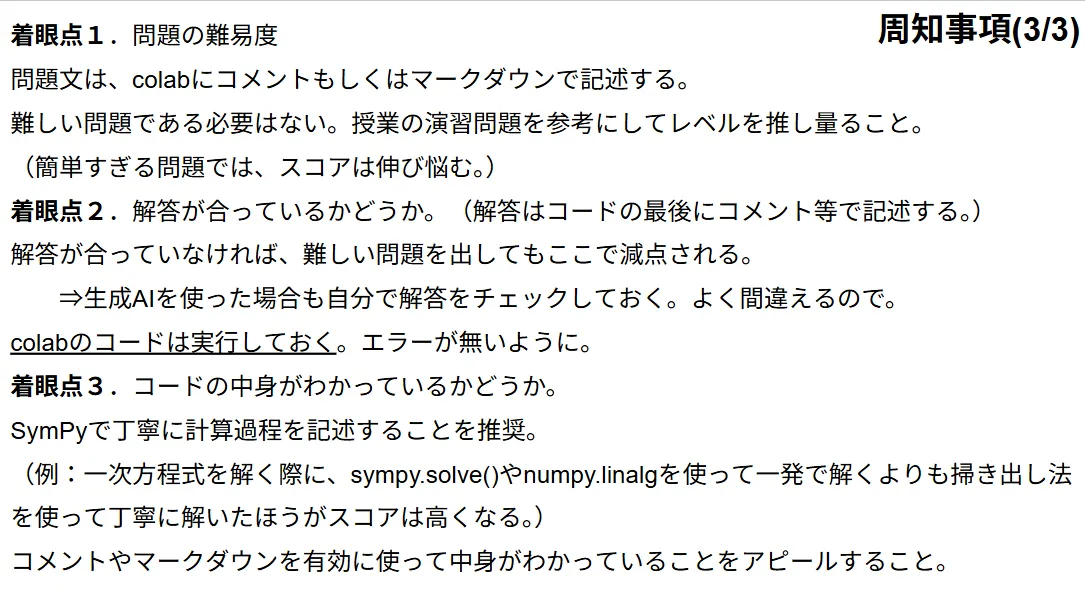 周知事項(3/3)
着眼点１．問題の難易度
問題文は、colabにコメントもしくはマークダウンで記述する。
難しい問題である必要はない。授業の演習問題を参考にしてレベルを推し量ること。
（簡単すぎる問題では、スコアは伸び悩む。）
着眼点２．解答が合っているかどうか。（解答はコードの最後にコメント等で記述する。）
解答が合っていなければ、難しい問題を出してもここで減点される。
⇒生成AIを使った場合も自分で解答をチェックしておく。よく間違えるので。
colabのコードは実行しておく。エラーが無いように。
着眼点３．コードの中身がわかっているかどうか。
SymPyで丁寧に計算過程を記述することを推奨。
（例：一次方程式を解く際に、sympy.solve()やnumpy.linalgを使って一発で解くよりも掃き出し法
を使って丁寧に解いたほうがスコアは高くなる。）
コメントやマークダウンを有効に使って中身がわかっていることをアピールすること。